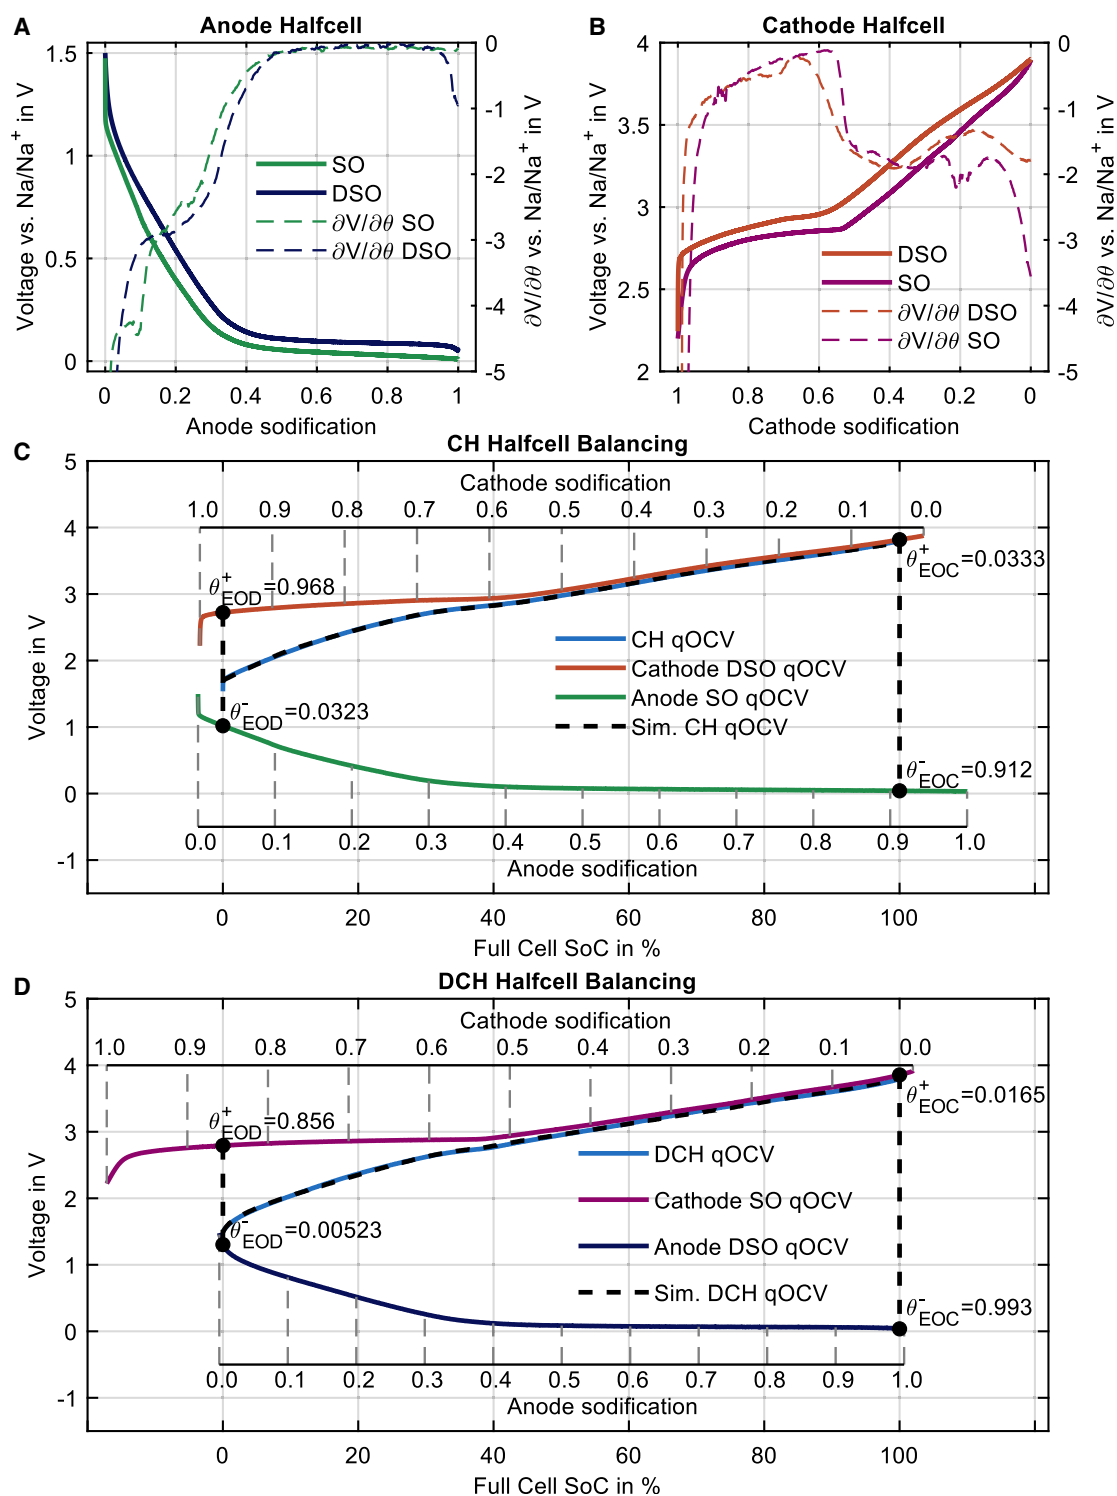 A
Anode Halfcell
1.5
1.0
0.5
0
Voltage vs. Na/Na+ in V
0
-1
-2
-3
-4
-5
∂V/∂θ vs. Na/Na+ in V
SO
DSO
∂V/∂θ SO
∂V/∂θ DSO
0 0.2 0.4 0.6 0.8 1
Anode sodification
B
Cathode Halfcell
4
3.5
3
2.5
2
Voltage vs. Na/Na+ in V
0
-1
-2
-3
-4
-5
∂V/∂θ vs. Na/Na+ in V
DSO
SO
∂V/∂θ DSO
∂V/∂θ SO
1 0.8 0.6 0.4 0.2 0
Cathode sodification
C
CH Halfcell Balancing
5
4
3
2
1
0
-1
Voltage in V
Cathode sodification
1.0 0.9 0.8 0.7 0.6 0.5 0.4 0.3 0.2 0.1 0.0
θ+EOD=0.968
θ+EOC=0.0333
CH qOCV
Cathode DSO qOCV
Anode SO qOCV
Sim. CH qOCV
θ-EOD=0.0323
θ-EOC=0.912
0.0 0.1 0.2 0.3 0.4 0.5 0.6 0.7 0.8 0.9 1.0
Anode sodification
0 20 40 60 80 100
Full Cell SoC in %
D
DCH Halfcell Balancing
5
4
3
2
1
0
-1
Voltage in V
Cathode sodification
1.0 0.9 0.8 0.7 0.6 0.5 0.4 0.3 0.2 0.1 0.0
θ+EOD=0.856
θ+EOC=0.0165
DCH qOCV
Cathode SO qOCV
Anode DSO qOCV
Sim. DCH qOCV
θ-EOD=0.00523
θ-EOC=0.993
0.0 0.1 0.2 0.3 0.4 0.5 0.6 0.7 0.8 0.9 1.0
Anode sodification
0 20 40 60 80 100
Full Cell SoC in %